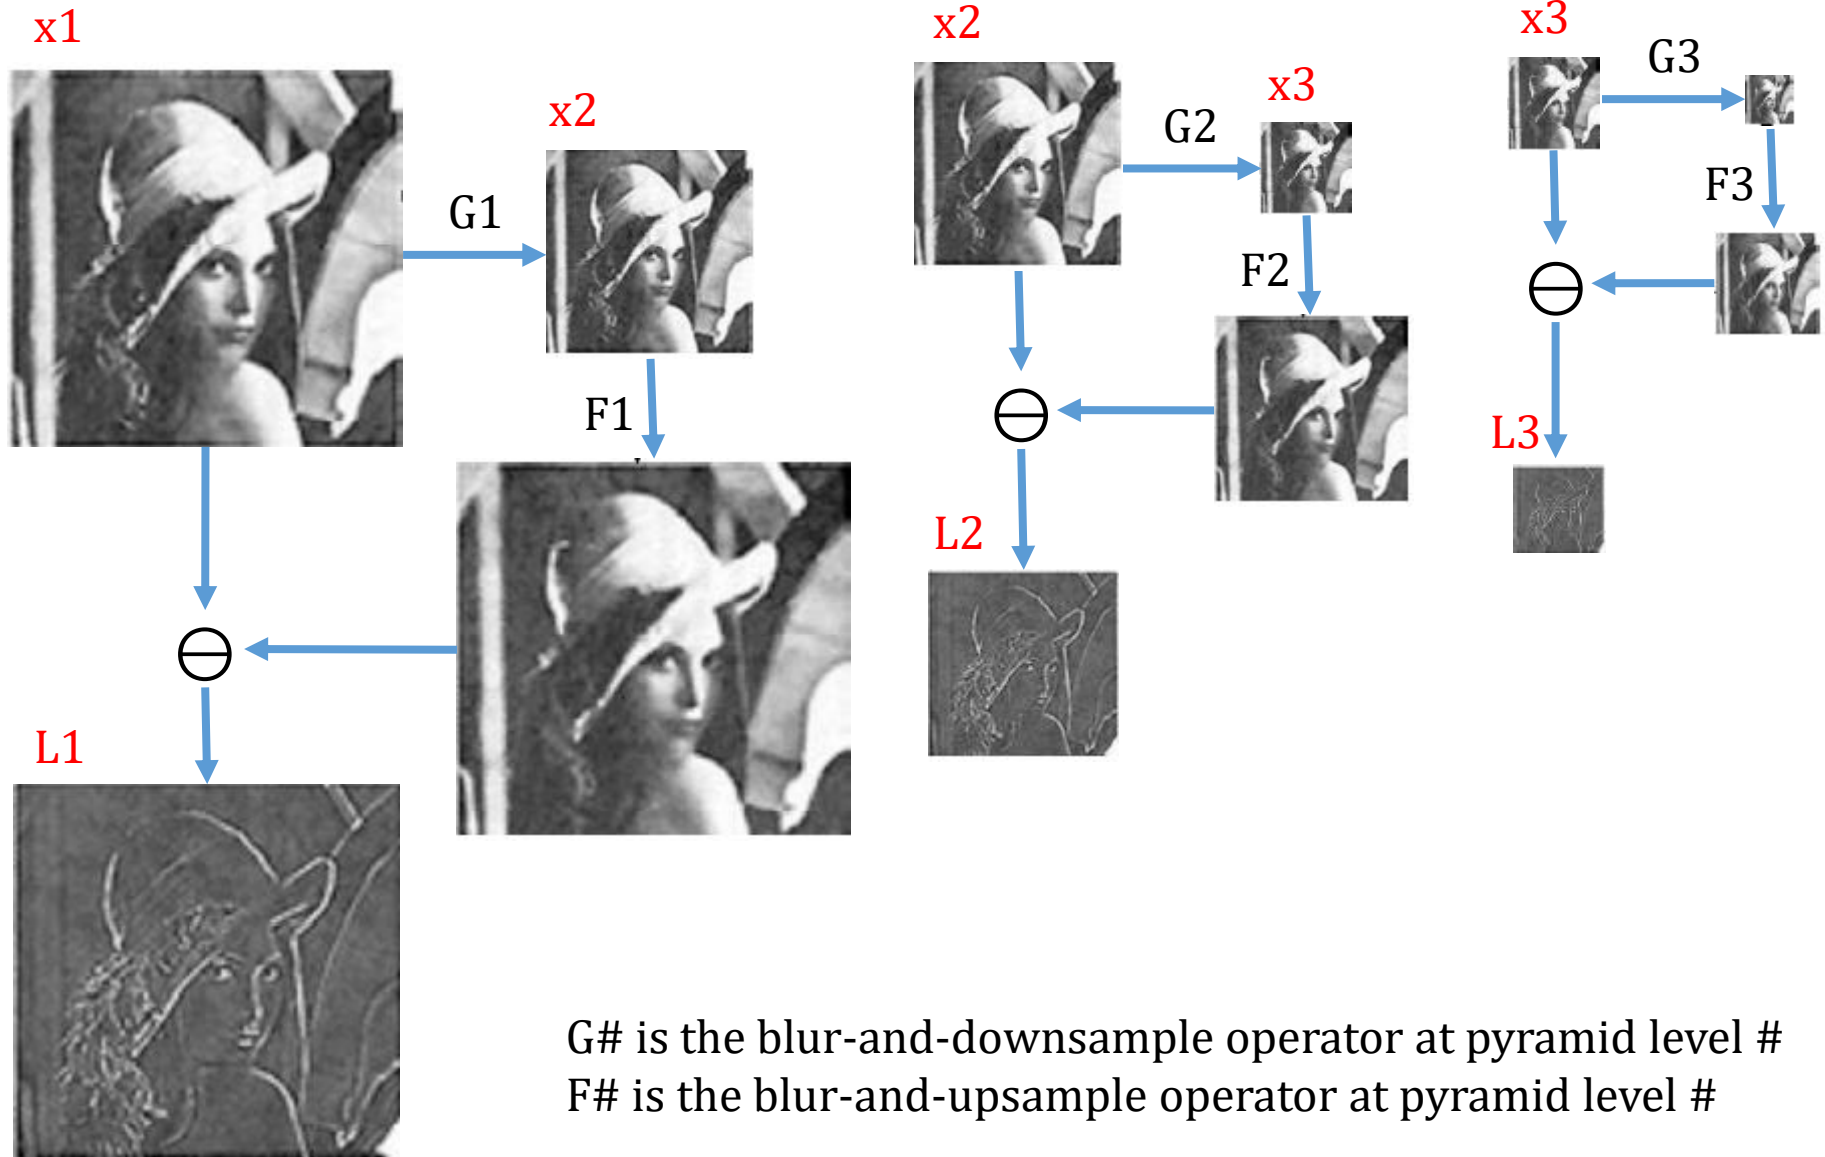 x1
G1
x2
F1
L1
x2
G2
x3
F2
L2
x3
G3
F3
L3
G# is the blur-and-downsample operator at pyramid level #
F# is the blur-and-upsample operator at pyramid level #